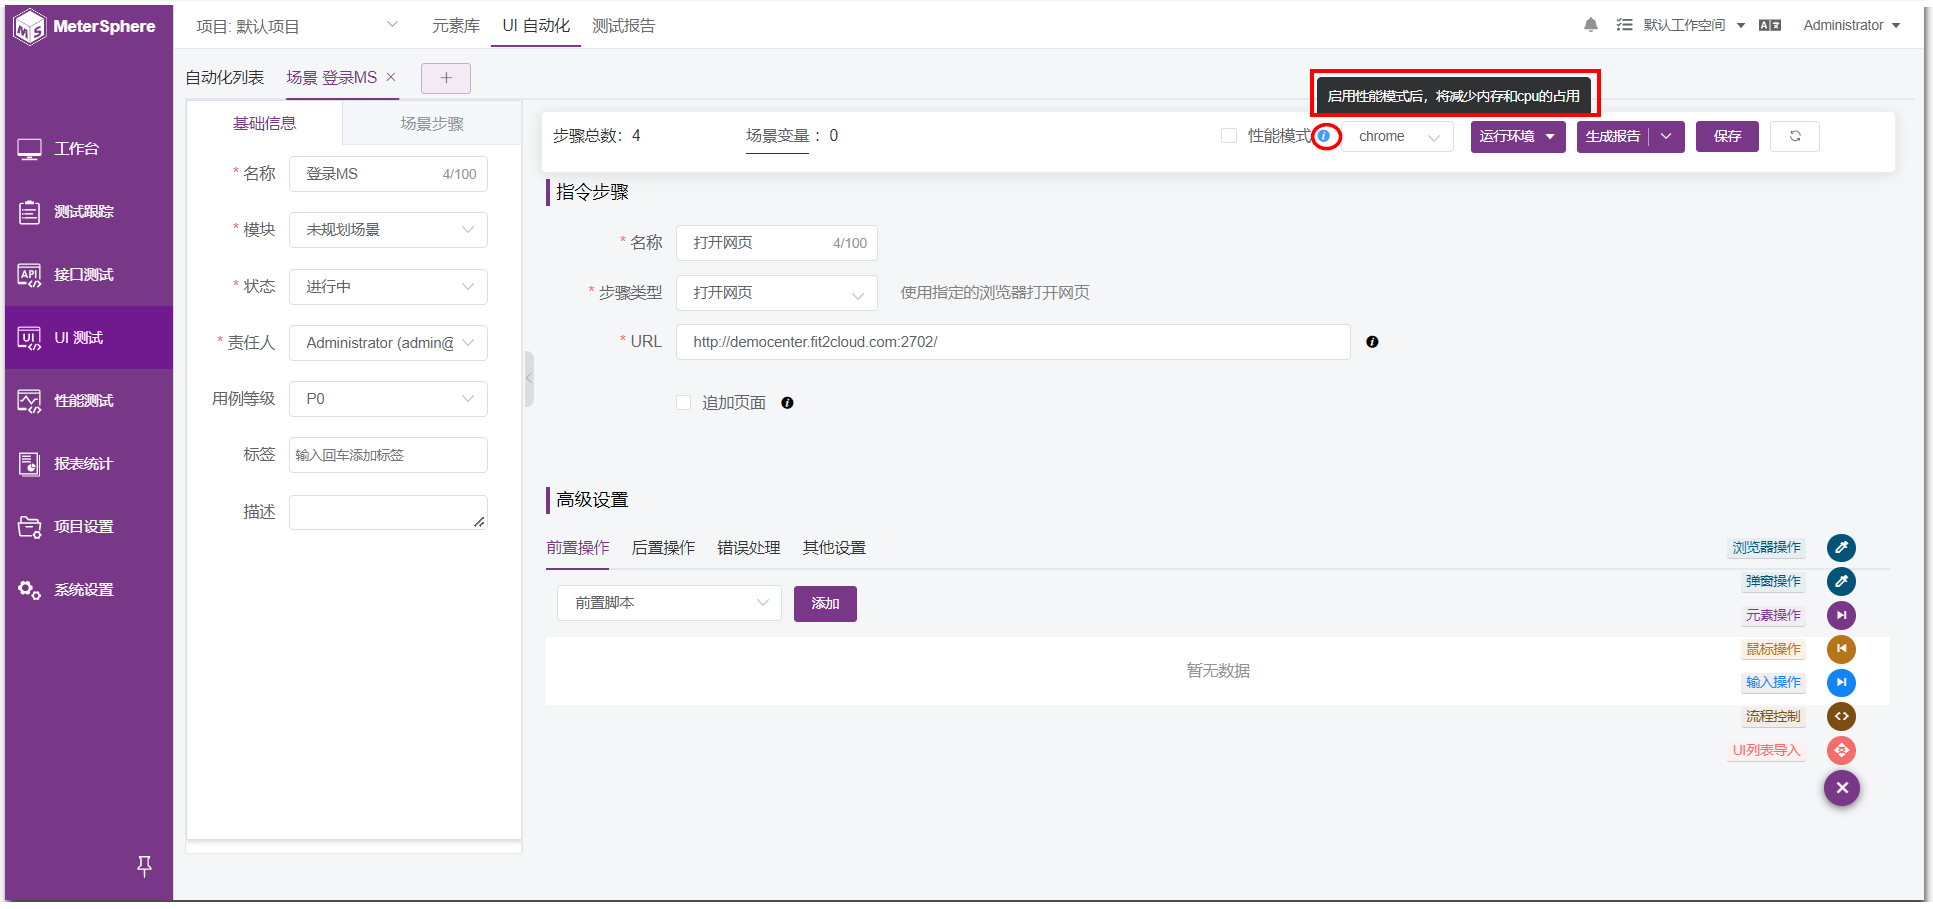 MeterSphere
项目: 默认项目
元素库
UI 自动化
测试报告
默认工作空间
Administrator
自动化列表
场景 登录MS
启用性能模式后，将减少内存和cpu的占用
工作台
测试跟踪
接口测试
UI 测试
性能测试
报表统计
项目设置
系统设置
基础信息
场景步骤
* 名称
登录MS
4/100
* 模块
未规划场景
* 状态
进行中
* 责任人
Administrator (admin@
用例等级
P0
标签
输入回车添加标签
描述
步骤总数：4
场景变量：0
性能模式
chrome
运行环境
生成报告
保存
指令步骤
* 名称
打开网页
4/100
* 步骤类型
打开网页
使用指定的浏览器打开网页
* URL
http://democenter.fit2cloud.com:2702/
追加页面
高级设置
前置操作
后置操作
错误处理
其他设置
前置脚本
添加
暂无数据
浏览器操作
弹窗操作
元素操作
鼠标操作
输入操作
流程控制
UI列表导入